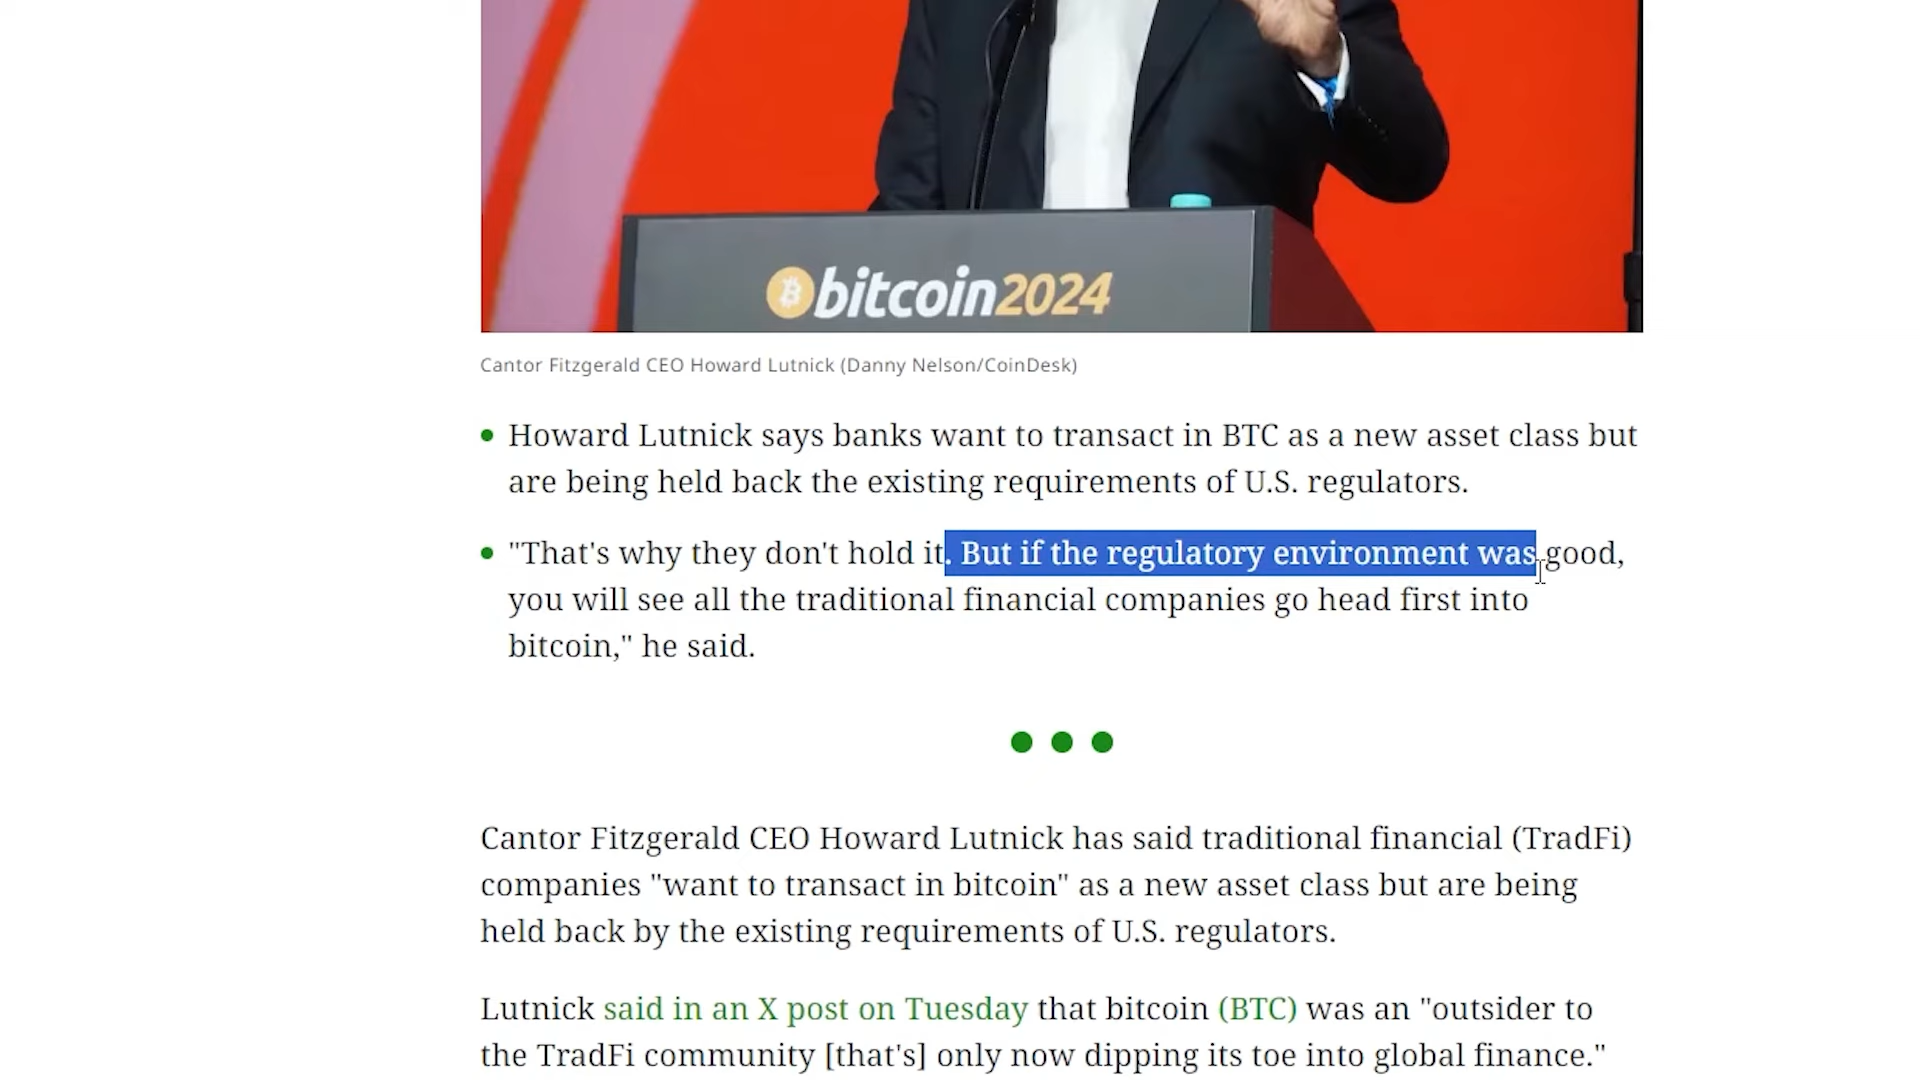 bitcoin2024
Cantor Fitzgerald CEO Howard Lutnick (Danny Nelson/CoinDesk)
Howard Lutnick says banks want to transact in BTC as a new asset class but
are being held back the existing requirements of U.S. regulators.
"That's why they don't hold it. But if the regulatory environment was good,
you will see all the traditional financial companies go head first into
bitcoin," he said.
Cantor Fitzgerald CEO Howard Lutnick has said traditional financial (TradFi)
companies "want to transact in bitcoin" as a new asset class but are being
held back by the existing requirements of U.S. regulators.
Lutnick said in an X post on Tuesday that bitcoin (BTC) was an "outsider to
the TradFi community [that's] only now dipping its toe into global finance."